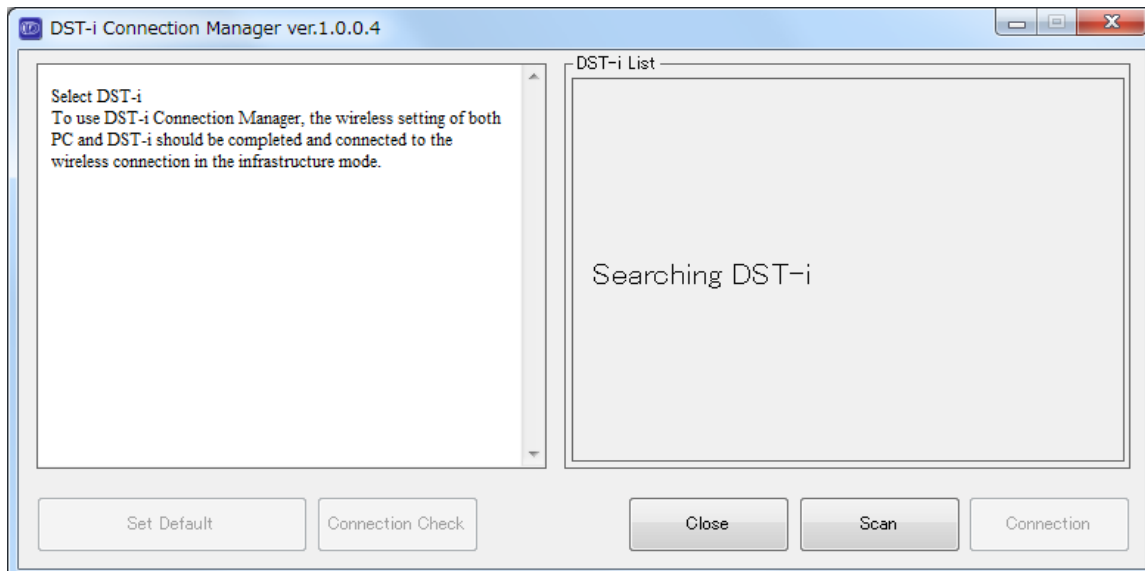 DST-i Connection Manager ver.1.0.0.4
Select DST-i
To use DST-i Connection Manager, the wireless setting of both
PC and DST-i should be completed and connected to the
wireless connection in the infrastructure mode.
DST-i List
Searching DST-i
Set Default
Connection Check
Close
Scan
Connection